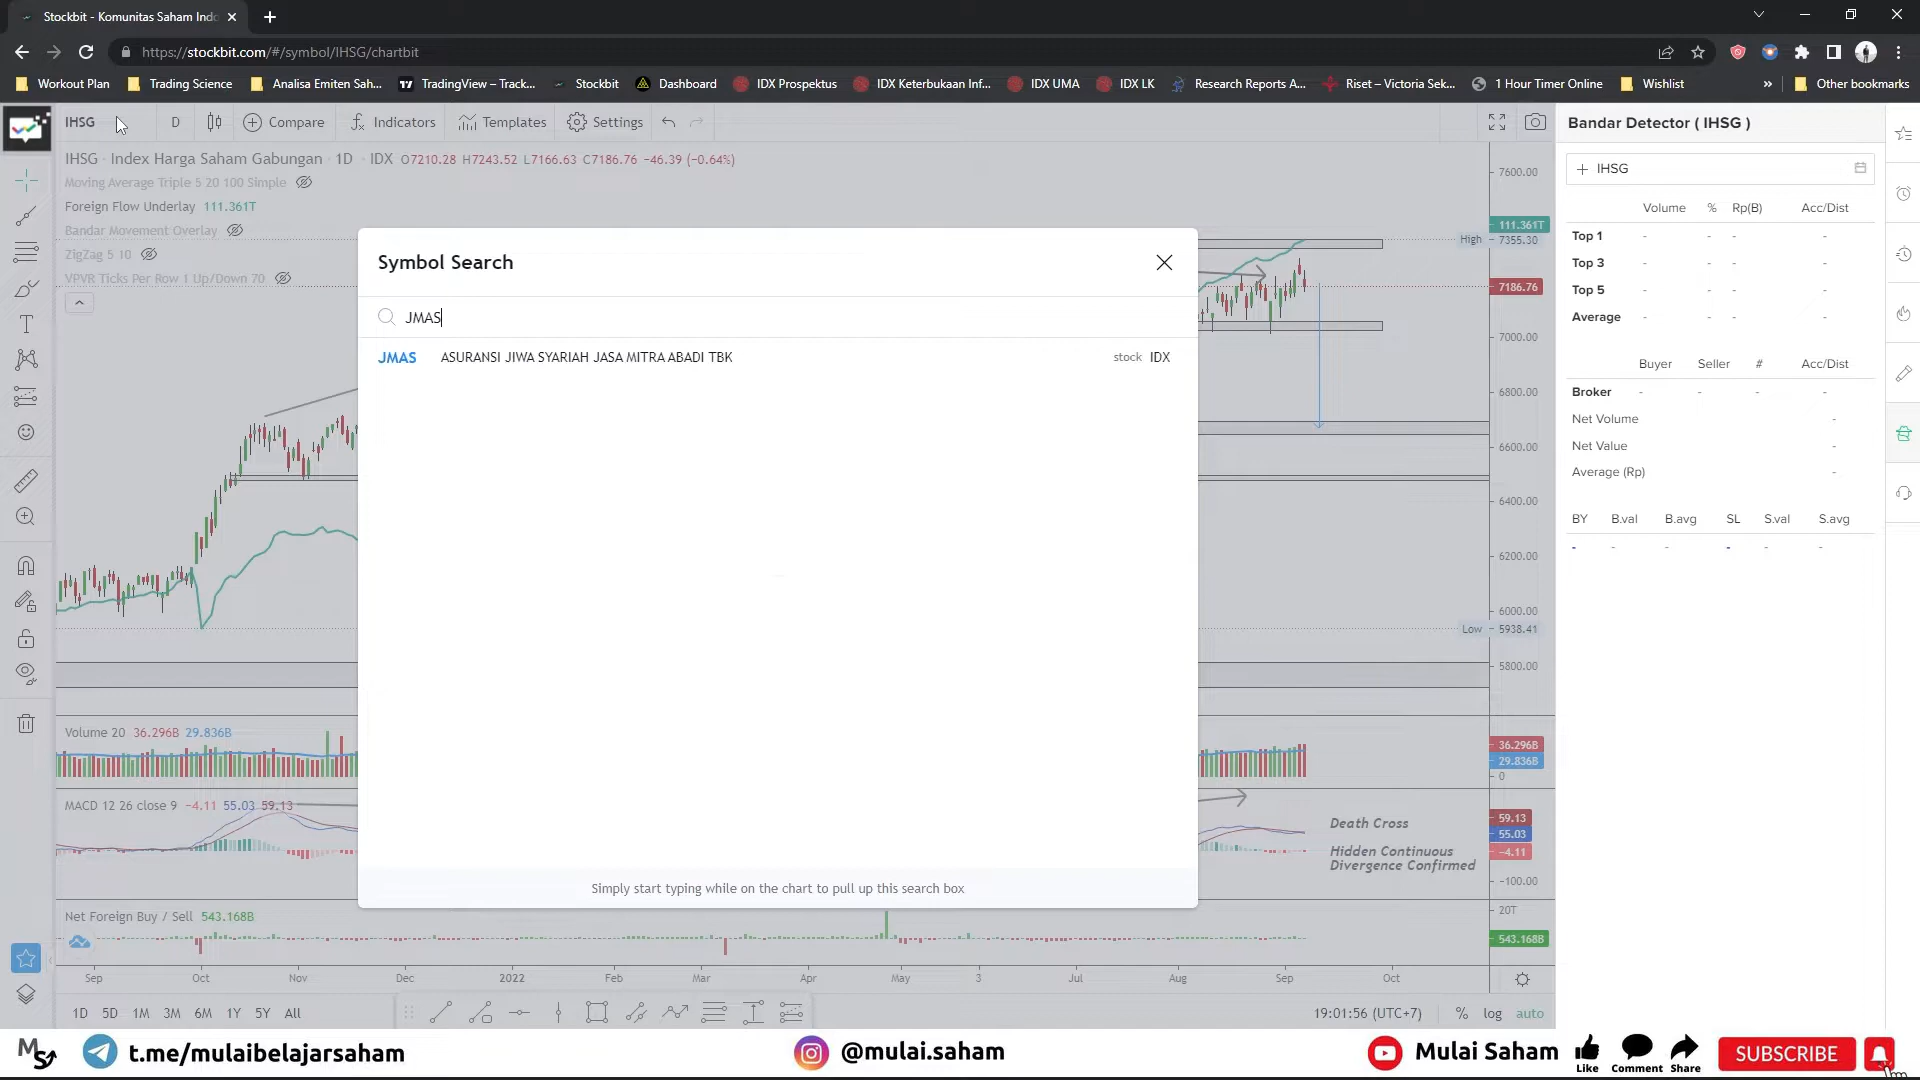 Stockbit - Komunitas Saham Indo
https://stockbit.com/#/symbol/IHSG/chartbit
Workout Plan
Trading Science
Analisa Emiten Sah...
TradingView – Track...
Stockbit
Dashboard
IDX Prospektus
IDX Keterbukaan Inf...
IDX UMA
IDX LK
Research Reports A...
Riset – Victoria Sek...
1 Hour Timer Online
Wishlist
»
Other bookmarks
IHSG D Compare Indicators Templates Settings
IHSG · Index Harga Saham Gabungan · 1D · IDX O7210.28 H7243.52 L7166.63 C7186.76 −46.39 (−0.64%)
Moving Average Triple 5 20 100 Simple
Foreign Flow Underlay 111.361T
Bandar Movement Overlay
ZigZag 5 10
VPVR Ticks Per Row 1 Up/Down 70
Symbol Search
JMAS
JMAS ASURANSI JIWA SYARIAH JASA MITRA ABADI TBK stock IDX
Simply start typing while on the chart to pull up this search box
7600.00
111.361T
High 7355.30
7186.76
7000.00
6800.00
6600.00
6400.00
6200.00
6000.00
Low 5938.41
5800.00
Volume 20 36.296B 29.836B
36.296B
29.836B
0
MACD 12 26 close 9 −4.11 55.03 59.13
Death Cross
Hidden Continuous
Divergence Confirmed
59.13
55.03
−4.11
−100.00
Net Foreign Buy / Sell 543.168B
20T
543.168B
Sep Oct Nov Dec 2022 Feb Mar Apr May 3 Jul Aug Sep Oct
1D 5D 1M 3M 6M 1Y 5Y All
19:01:56 (UTC+7) % log auto
Bandar Detector ( IHSG )
+ IHSG
Volume % Rp(B) Acc/Dist
Top 1 - - - -
Top 3 - - - -
Top 5 - - - -
Average - - - -
Buyer Seller # Acc/Dist
Broker - - - -
Net Volume -
Net Value -
Average (Rp) -
BY B.val B.avg SL S.val S.avg
- - - - - -
MS
t.me/mulaibelajarsaham
@mulai.saham
Mulai Saham
Like Comment Share
SUBSCRIBE